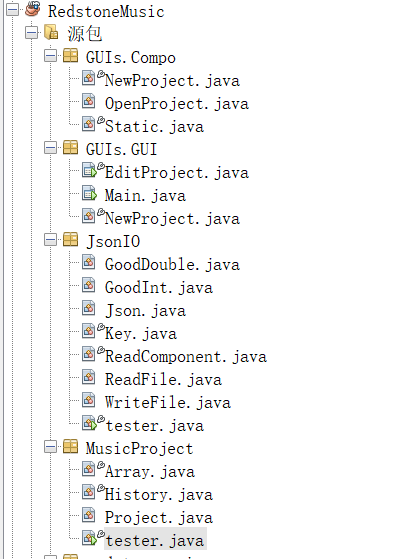 RedstoneMusic
源包
GUIs.Compo
NewProject.java
OpenProject.java
Static.java
GUIs.GUI
EditProject.java
Main.java
NewProject.java
JsonIO
GoodDouble.java
GoodInt.java
Json.java
Key.java
ReadComponent.java
ReadFile.java
WriteFile.java
tester.java
MusicProject
Array.java
History.java
Project.java
tester.java